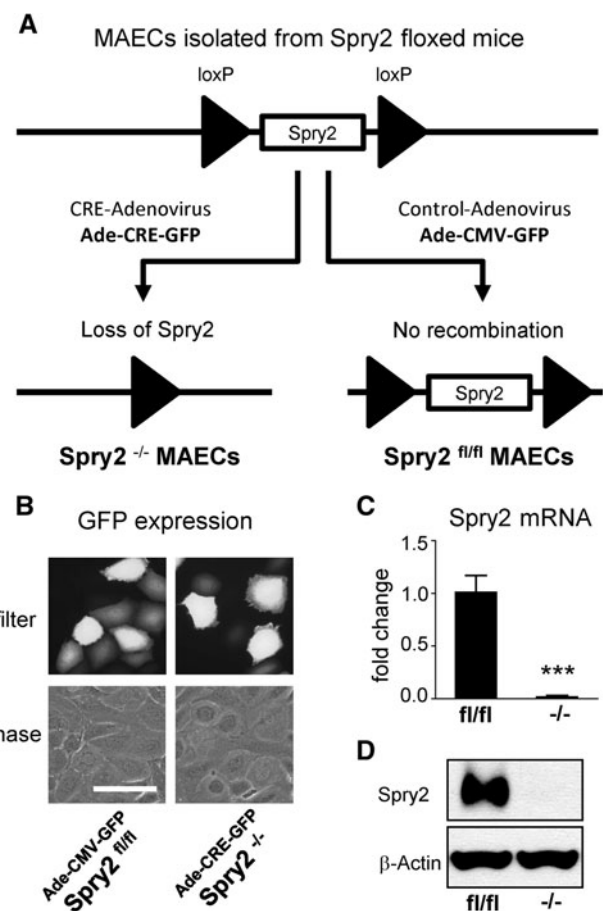 A
MAECs isolated from Spry2 floxed mice
loxP loxP
Spry2
CRE-Adenovirus
Ade-CRE-GFP
Control-Adenovirus
Ade-CMV-GFP
Loss of Spry2
No recombination
Spry2
Spry2 -/- MAECs
Spry2 fl/fl MAECs
B
GFP expression
filter
hase
Ade-CMV-GFP
Spry2 fl/fl
Ade-CRE-GFP
Spry2 -/-
C
Spry2 mRNA
fold change
1.5
1.0
0.5
0.0
***
fl/fl -/-
D
Spry2
β-Actin
fl/fl -/-